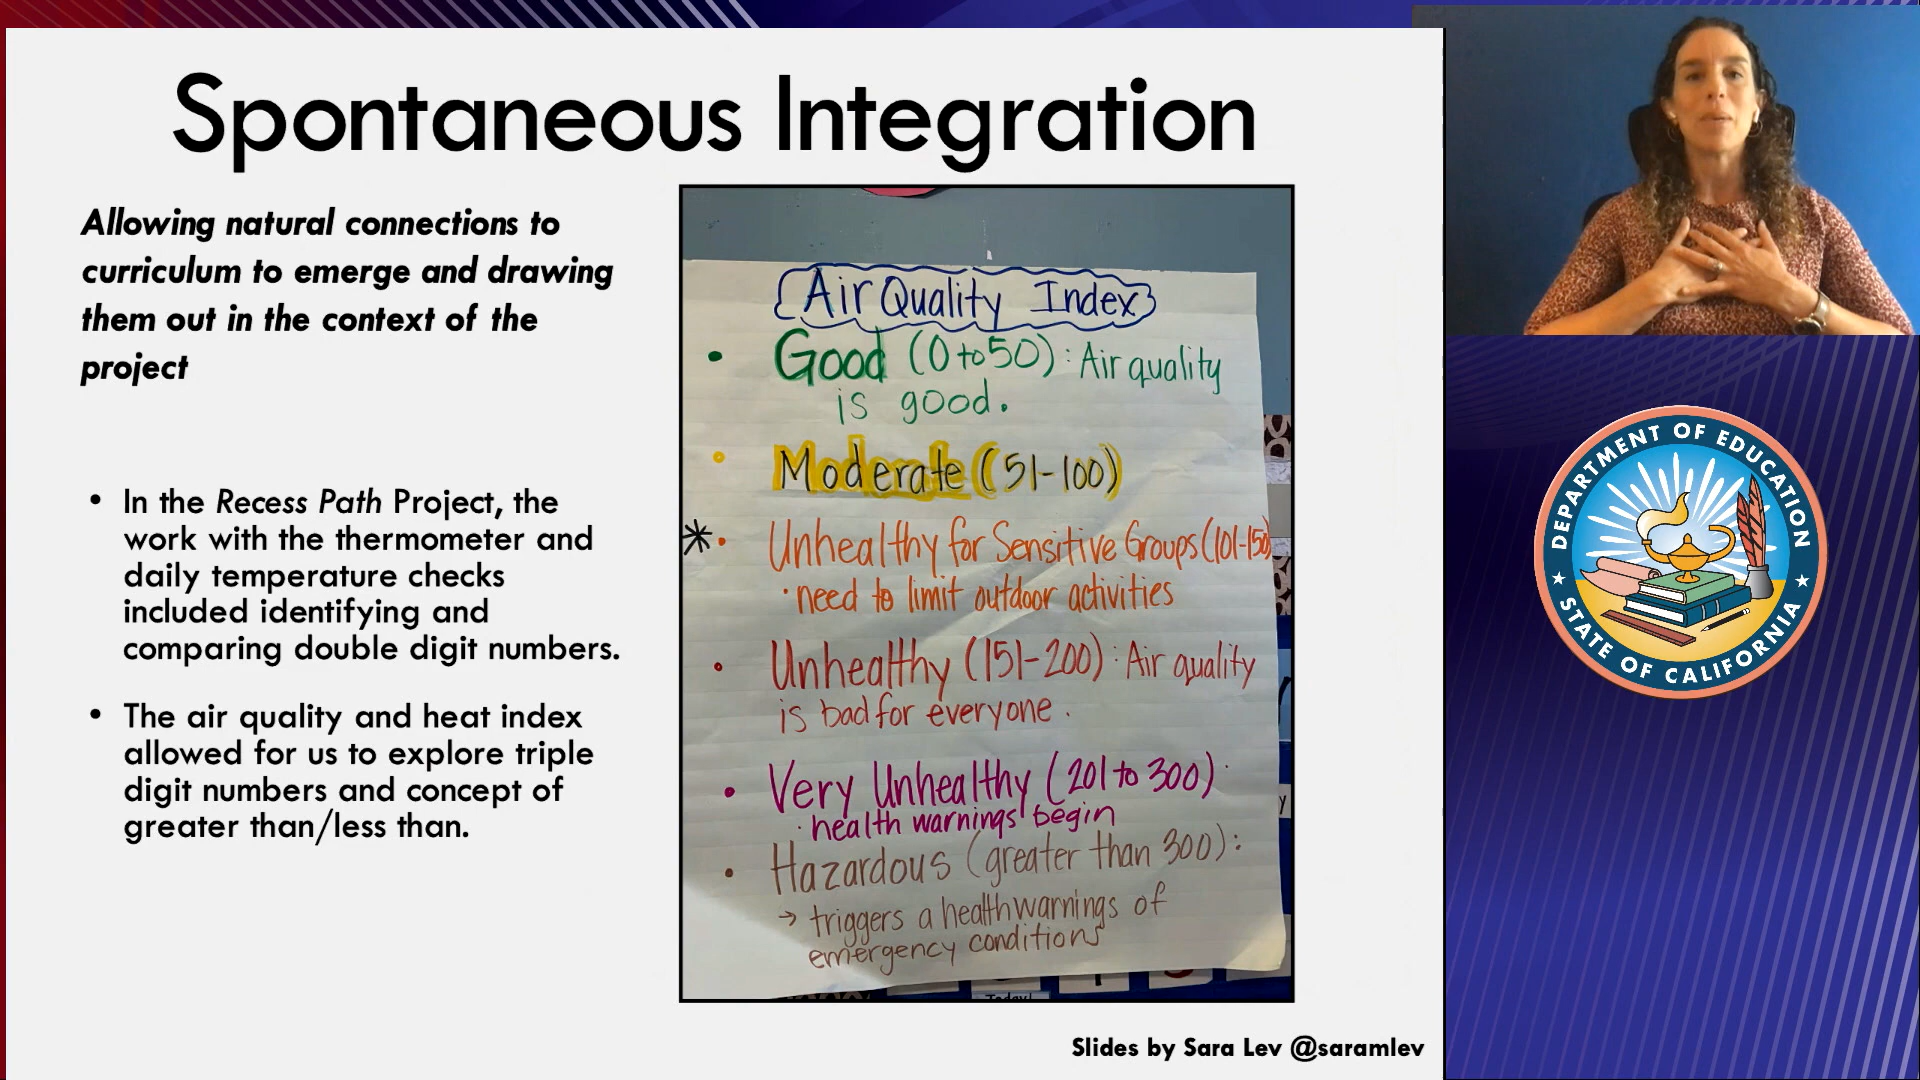 Spontaneous Integration
Allowing natural connections to
curriculum to emerge and drawing
them out in the context of the
project
• In the Recess Path Project, the
work with the thermometer and
daily temperature checks
included identifying and
comparing double digit numbers.
• The air quality and heat index
allowed for us to explore triple
digit numbers and concept of
greater than/less than.
Air Quality Index
• Good (0 to 50): Air quality
is good.
Moderate (51-100)
* • Unhealthy for Sensitive Groups (101-150)
• need to limit outdoor activities
• Unhealthy (151-200): Air quality
is bad for everyone.
• Very Unhealthy (201 to 300)
• health warnings begin
• Hazardous (greater than 300):
→ triggers a health warnings of
emergency conditions
Today!
Slides by Sara Lev @saramlev
DEPARTMENT OF EDUCATION
STATE OF CALIFORNIA